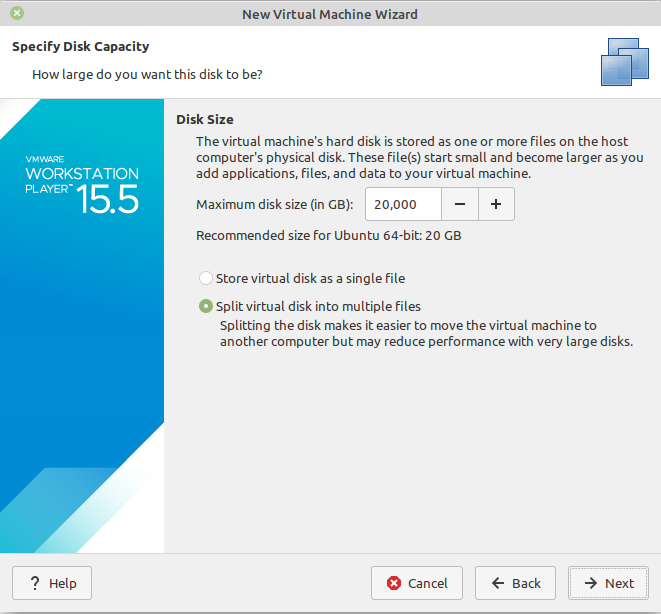 New Virtual Machine Wizard
Specify Disk Capacity
How large do you want this disk to be?
VMWARE
WORKSTATION
PLAYER™ 15.5
Disk Size
The virtual machine's hard disk is stored as one or more files on the host
computer's physical disk. These file(s) start small and become larger as you
add applications, files, and data to your virtual machine.
Maximum disk size (in GB): 20,000 − +
Recommended size for Ubuntu 64-bit: 20 GB
Store virtual disk as a single file
Split virtual disk into multiple files
Splitting the disk makes it easier to move the virtual machine to
another computer but may reduce performance with very large disks.
? Help Cancel Back Next